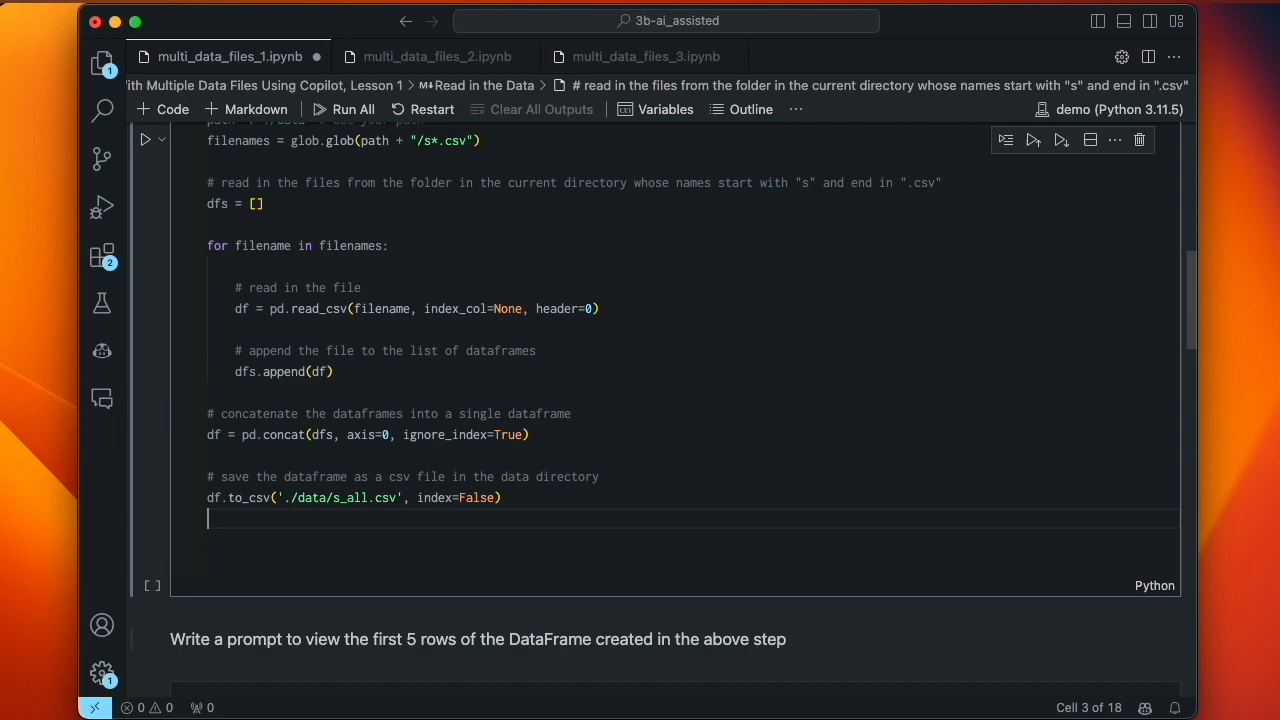 3b-ai_assisted
multi_data_files_1.ipynb
multi_data_files_2.ipynb
multi_data_files_3.ipynb
ith Multiple Data Files Using Copilot, Lesson 1 > M↓Read in the Data > # read in the files from the folder in the current directory whose names start with "s" and end in ".csv"
+ Code + Markdown Run All Restart Clear All Outputs Variables Outline ··· demo (Python 3.11.5)
filenames = glob.glob(path + "/s*.csv")
# read in the files from the folder in the current directory whose names start with "s" and end in ".csv"
dfs = []
for filename in filenames:
# read in the file
df = pd.read_csv(filename, index_col=None, header=0)
# append the file to the list of dataframes
dfs.append(df)
# concatenate the dataframes into a single dataframe
df = pd.concat(dfs, axis=0, ignore_index=True)
# save the dataframe as a csv file in the data directory
df.to_csv('./data/s_all.csv', index=False)
[ ]
Python
Write a prompt to view the first 5 rows of the DataFrame created in the above step
1
2
1
0 0 0 Cell 3 of 18